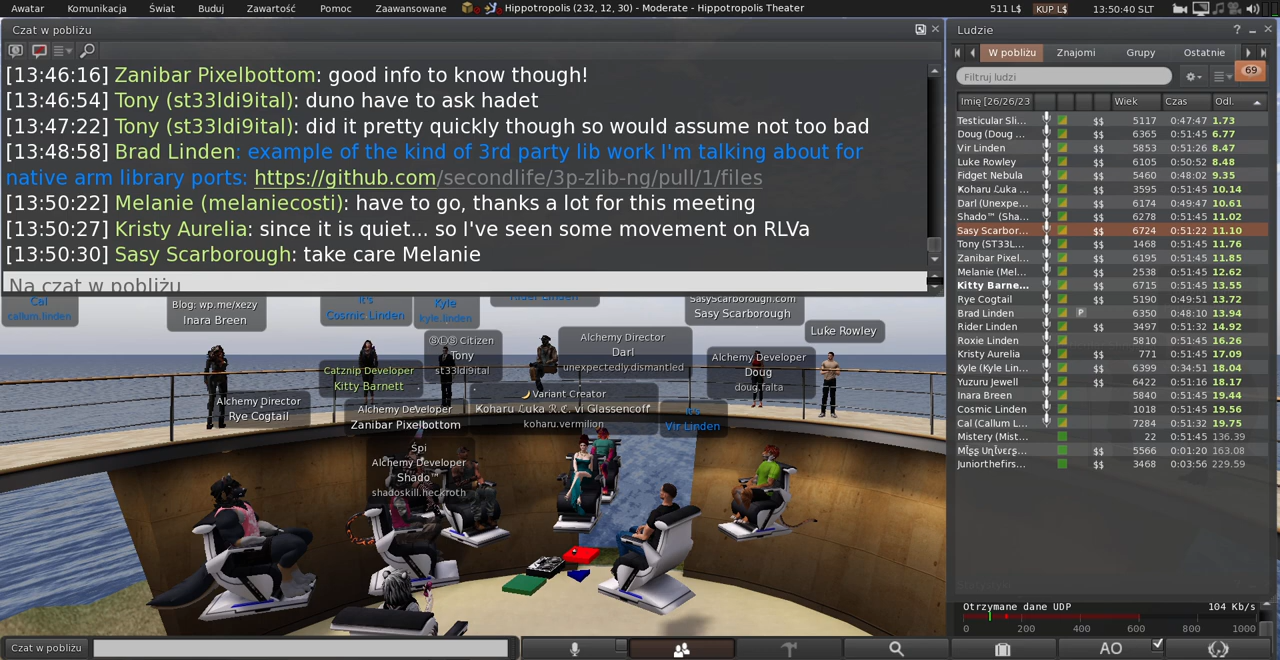 Awatar Komunikacja Świat Buduj Zawartość Pomoc Zaawansowane Hippotropolis (232, 12, 30) - Moderate - Hippotropolis Theater 511 L$ KUP L$ 13:50:40 SLT
Czat w pobliżu
[13:46:16] Zanibar Pixelbottom: good info to know though!
[13:46:54] Tony (st33ldi9ital): duno have to ask hadet
[13:47:22] Tony (st33ldi9ital): did it pretty quickly though so would assume not too bad
[13:48:58] Brad Linden: example of the kind of 3rd party lib work I'm talking about for
native arm library ports: https://github.com/secondlife/3p-zlib-ng/pull/1/files
[13:50:22] Melanie (melaniecosti): have to go, thanks a lot for this meeting
[13:50:27] Kristy Aurelia: since it is quiet... so I've seen some movement on RLVa
[13:50:30] Sasy Scarborough: take care Melanie
Na czat w pobliżu
Cal
callum.linden
Blog: wp.me/xezy
Inara Breen
It's
Cosmic Linden
Kyle
kyle.linden
Rider Linden
SasyScarborough.com
Sasy Scarborough
Luke Rowley
ⓈⓁⒷ Citizen
Tony
st33ldi9ital
Alchemy Director
Darl
unexpectedly.dismantled
Alchemy Developer
Doug
doug.falta
Catznip Developer
Kitty Barnett
Alchemy Director
Rye Cogtail
Alchemy Developer
Zanibar Pixelbottom
🌙Variant Creator
Koharu ℒuka ℛ.ℂ. vi Glassencoff
koharu.vermilion
It's
Vir Linden
Śpi
Alchemy Developer
Shado™
shadoskill.heckroth
Czat w pobliżu
Ludzie
W pobliżu Znajomi Grupy Ostatnie
Filtruj ludzi
69
Imię [26/26/23 Wiek Czas Odl.
Testicular Sli... $$ 5117 0:47:47 1.73
Doug (Doug ... $$ 6365 0:51:45 6.77
Vir Linden $$ 5853 0:51:26 8.47
Luke Rowley $$ 6105 0:50:52 8.48
Fidget Nebula $$ 5460 0:48:02 9.35
Koharu ℒuka ... $$ 3595 0:51:45 10.14
Darl (Unexpe... $$ 6174 0:49:47 10.61
Shado™ (Sha... $$ 6278 0:51:45 11.02
Sasy Scarbor... $$ 6724 0:51:22 11.10
Tony (ST33L... $$ 1468 0:51:45 11.76
Zanibar Pixel... $$ 6195 0:51:45 11.85
Melanie (Mel... $$ 2538 0:51:45 12.62
Kitty Barne... $$ 6715 0:51:45 13.55
Rye Cogtail $$ 5190 0:49:51 13.72
Brad Linden P 6350 0:48:10 13.94
Rider Linden $$ 3497 0:51:32 14.92
Roxie Linden 5810 0:51:45 16.26
Kristy Aurelia $$ 771 0:51:45 17.09
Kyle (Kyle Lin... $$ 6399 0:34:51 18.04
Yuzuru Jewell $$ 6422 0:51:16 18.17
Inara Breen 5840 0:51:45 19.44
Cosmic Linden 1018 0:51:45 19.56
Cal (Callum L... 7284 0:51:32 19.75
Mistery (Mist... 22 0:51:45 136.39
$$ 5566 0:01:20 163.08
Juniorthefirs... $$ 3468 0:03:56 229.59
Otrzymane dane UDP 104 Kb/s
0 200 400 600 800 1000
AO